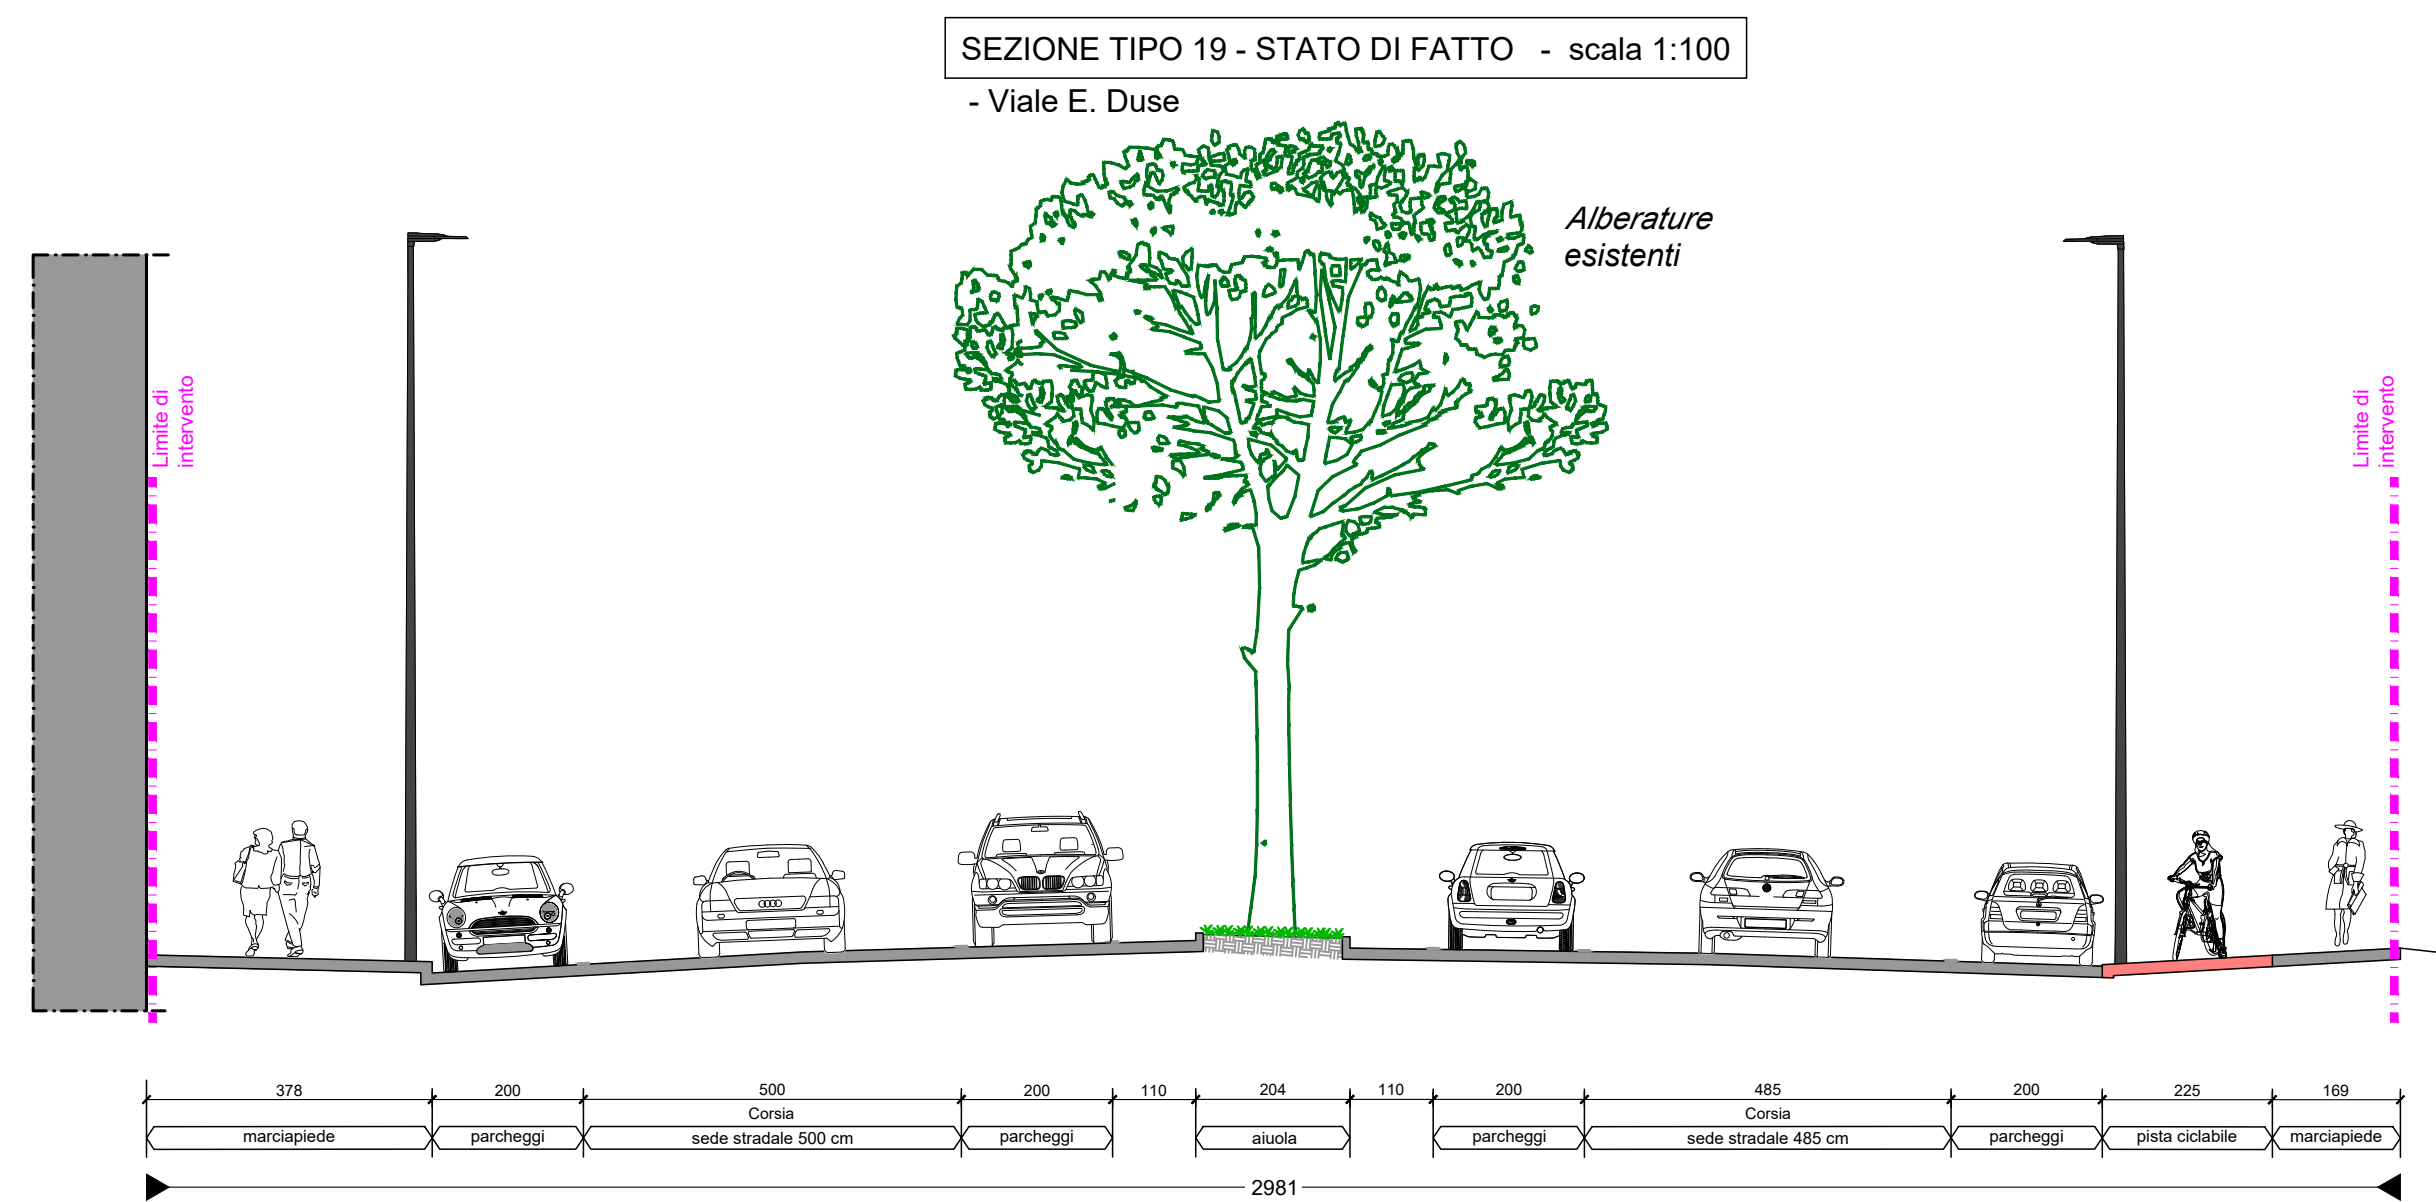 SEZIONE TIPO 19 - STATO DI FATTO - scala 1:100
- Viale E. Duse
Alberature
esistenti
Limite di
intervento
Limite di
intervento
378 200 500 200 110 204 110 200 485 200 225 169
Corsia Corsia
marciapiede parcheggi sede stradale 500 cm parcheggi aiuola parcheggi sede stradale 485 cm parcheggi pista ciclabile marciapiede
2981